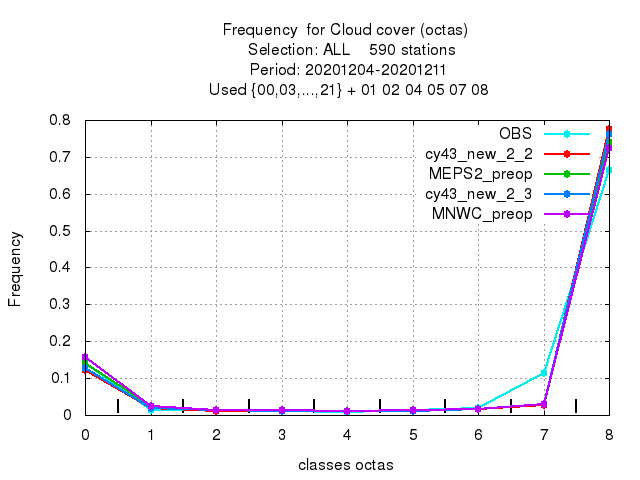 Frequency  for Cloud cover (octas)
Selection: ALL    590 stations
Period: 20201204-20201211
Used {00,03,...,21} + 01 02 04 05 07 08
OBS
cy43_new_2_2
MEPS2_preop
cy43_new_2_3
MNWC_preop
0.8
0.7
0.6
0.5
0.4
0.3
0.2
0.1
0
Frequency
0 1 2 3 4 5 6 7 8
classes octas